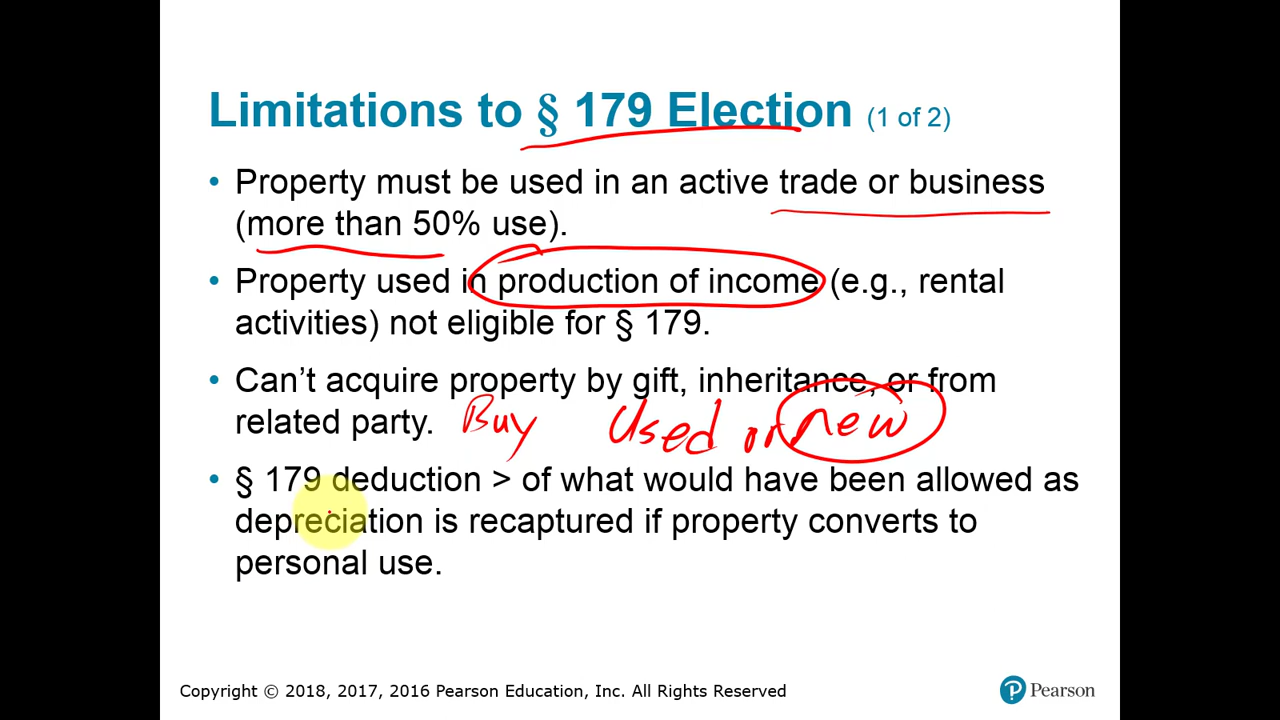 Limitations to § 179 Election (1 of 2)
• Property must be used in an active trade or business
(more than 50% use).
• Property used in production of income (e.g., rental
activities) not eligible for § 179.
• Can’t acquire property by gift, inheritance, or from
related party. Buy Used or new
• § 179 deduction > of what would have been allowed as
depreciation is recaptured if property converts to
personal use.
Copyright © 2018, 2017, 2016 Pearson Education, Inc. All Rights Reserved
P Pearson